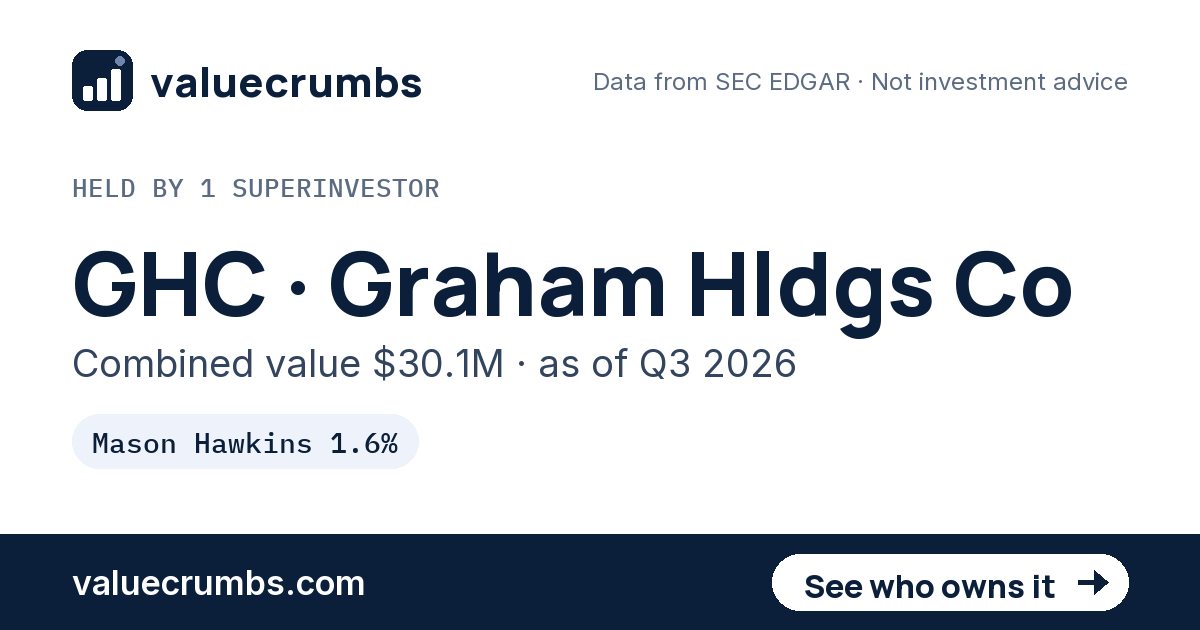 valuecrumbs
Data from SEC EDGAR · Not investment advice
HELD BY 1 SUPERINVESTOR
GHC · Graham Hldgs Co
Combined value $30.1M · as of Q3 2026
Mason Hawkins 1.6%
valuecrumbs.com
See who owns it →